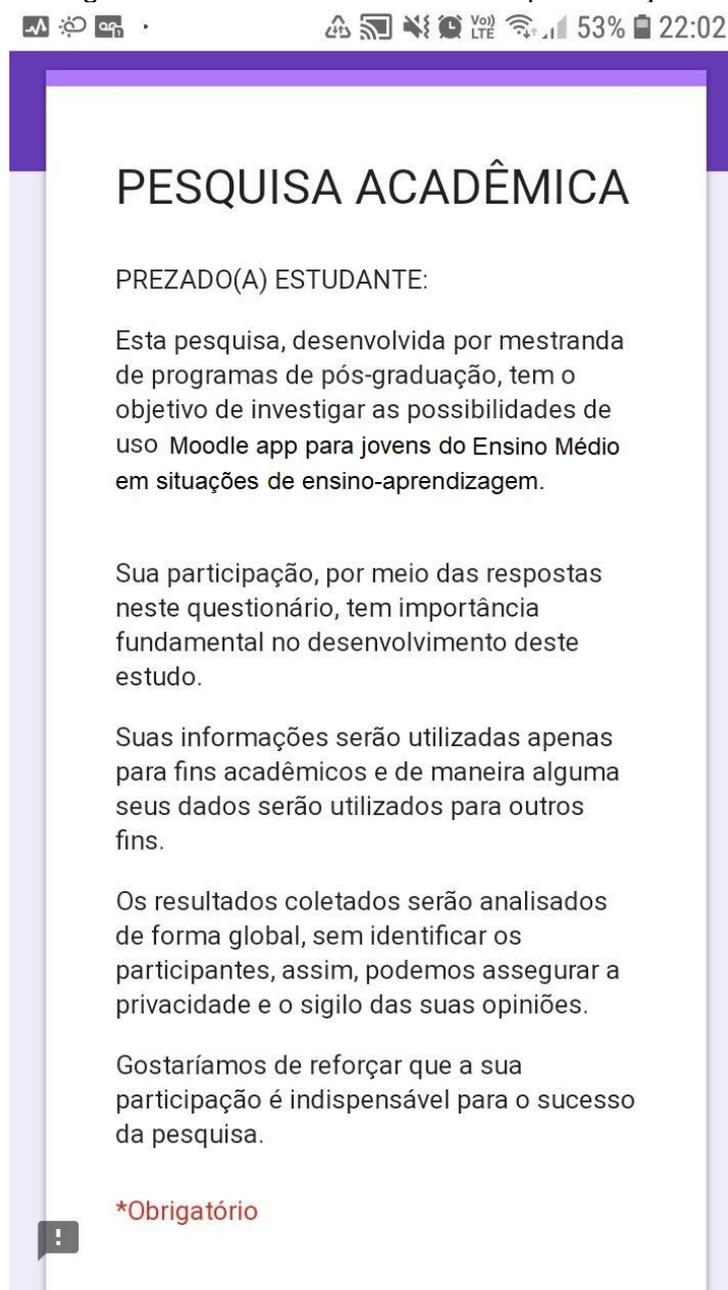 Voo))
LTE
53%
22:02
PESQUISA ACADÊMICA
PREZADO(A) ESTUDANTE:
Esta pesquisa, desenvolvida por mestranda
de programas de pós-graduação, tem o
objetivo de investigar as possibilidades de
uso Moodle app para jovens do Ensino Médio
em situações de ensino-aprendizagem.
Sua participação, por meio das respostas
neste questionário, tem importância
fundamental no desenvolvimento deste
estudo.
Suas informações serão utilizadas apenas
para fins acadêmicos e de maneira alguma
seus dados serão utilizados para outros
fins.
Os resultados coletados serão analisados
de forma global, sem identificar os
participantes, assim, podemos assegurar a
privacidade e o sigilo das suas opiniões.
Gostaríamos de reforçar que a sua
participação é indispensável para o sucesso
da pesquisa.
*Obrigatório